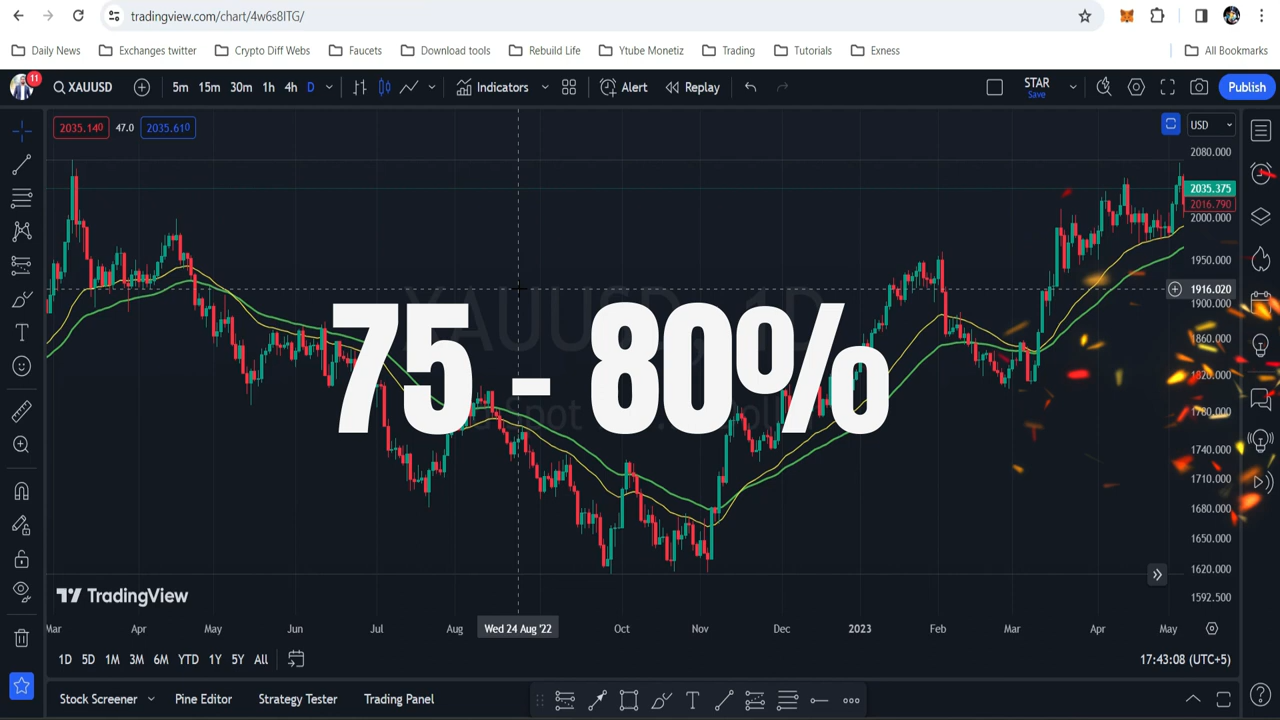 tradingview.com/chart/4w6s8ITG/
Daily News Exchanges twitter Crypto Diff Webs Faucets Download tools Rebuild Life Ytube Monetiz Trading Tutorials Exness All Bookmarks
11 XAUUSD 5m 15m 30m 1h 4h D Indicators Alert Replay STAR Save Publish
2035.140 47.0 2035.610 USD
2080.000
2035.375
2016.790
2000.000
1950.000
1916.020
1900.000
1860.000
1820.000
1780.000
1740.000
1710.000
1680.000
1650.000
1620.000
1592.500
75 - 80%
TradingView
Mar Apr May Jun Jul Aug Wed 24 Aug '22 Oct Nov Dec 2023 Feb Mar Apr May
1D 5D 1M 3M 6M YTD 1Y 5Y All 17:43:08 (UTC+5)
Stock Screener Pine Editor Strategy Tester Trading Panel